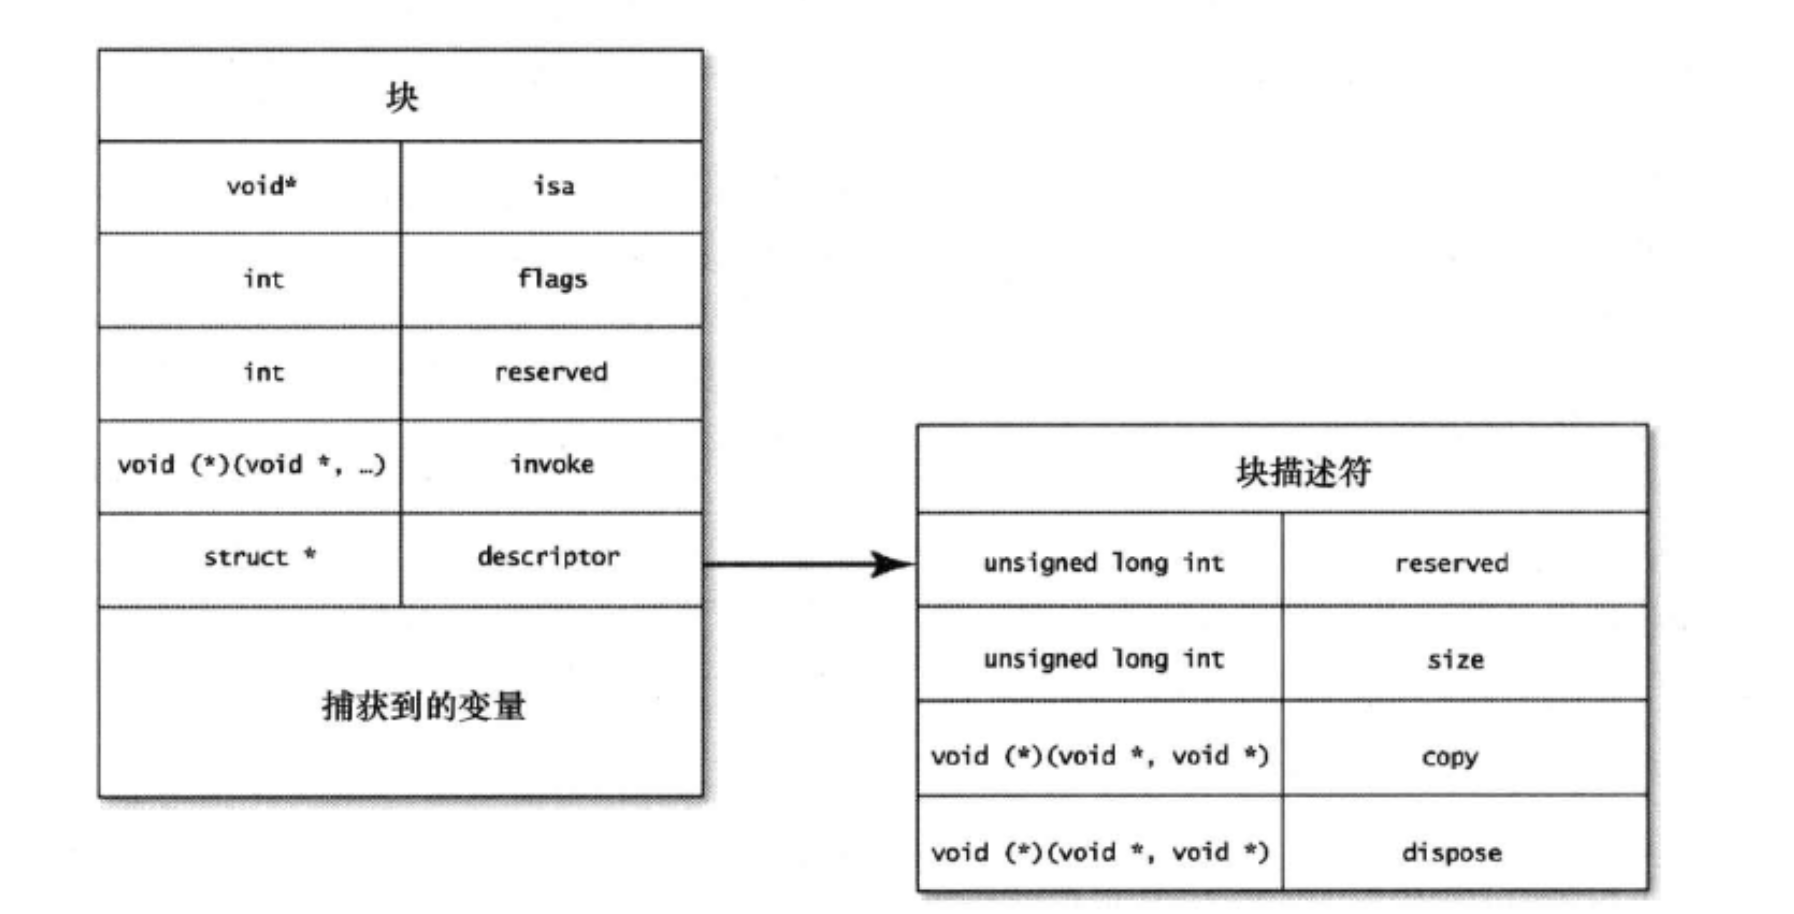 块
void* isa
int flags
int reserved
void (*)(void *, …) invoke
struct * descriptor
捕获到的变量
块描述符
unsigned long int reserved
unsigned long int size
void (*)(void *, void *) copy
void (*)(void *, void *) dispose